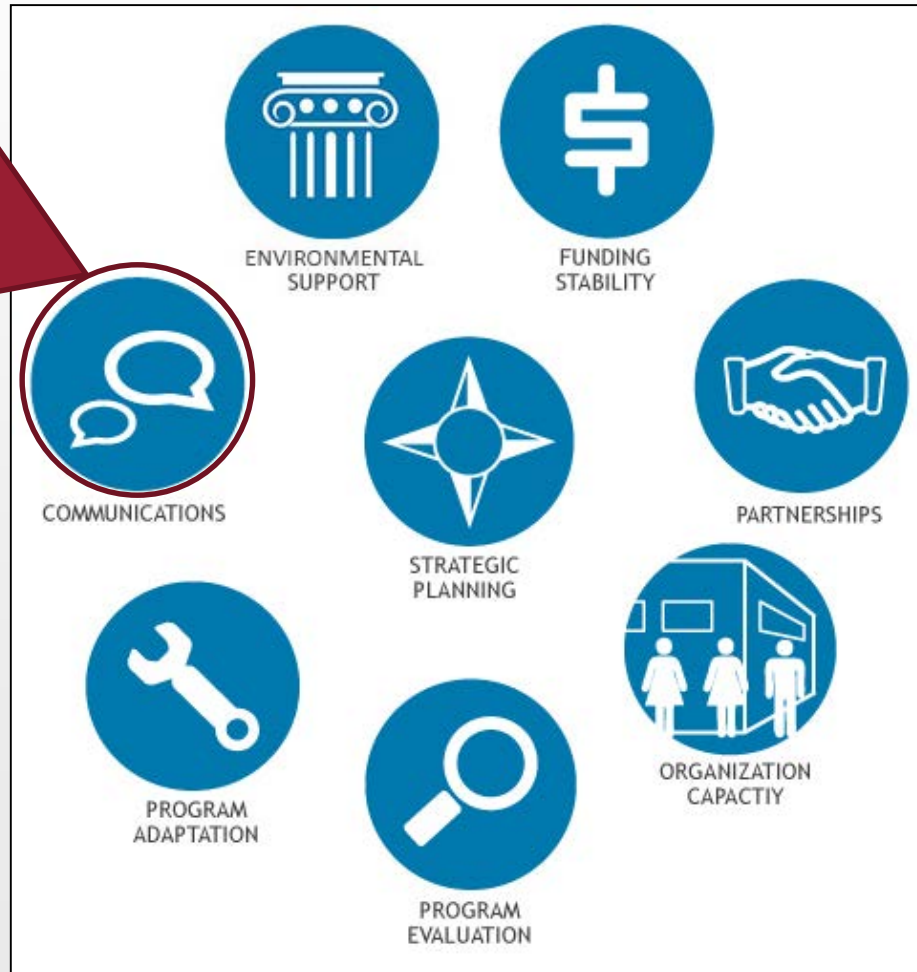 ENVIRONMENTAL
SUPPORT
FUNDING
STABILITY
COMMUNICATIONS
STRATEGIC
PLANNING
PARTNERSHIPS
PROGRAM
ADAPTATION
PROGRAM
EVALUATION
ORGANIZATION
CAPACTIY